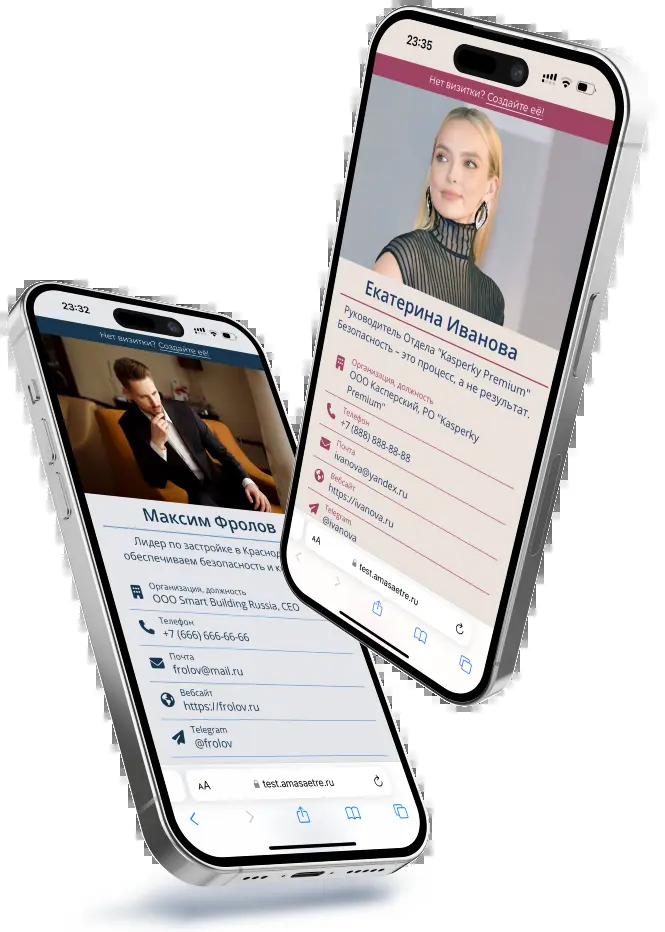 23:35
Нет визитки? Создайте её!
Екатерина Иванова
Руководитель Отдела "Kasperky Premium"
Безопасность – это процесс, а не результат.
Организация, должность
ООО Касперский, РО "Kasperky
Premium"
Телефон
+7 (888) 888-88-88
Почта
ivanova@yandex.ru
Вебсайт
https://ivanova.ru
Telegram
@ivanova
AA
test.amasaetre.ru
23:32
Нет визитки? Создайте её!
Максим Фролов
Лидер по застройке в
обеспечиваем безопасность и
Организация, должность
ООО Smart Building Russia, CEO
Телефон
+7 (666) 666-66-66
Почта
frolov@mail.ru
Вебсайт
https://frolov.ru
Telegram
@frolov
AA
test.amasaetre.ru